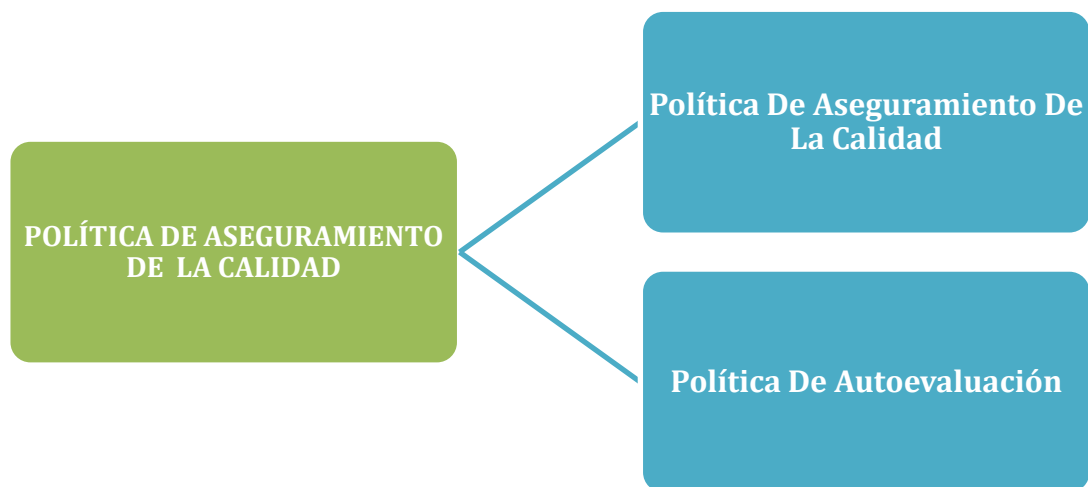 POLÍTICA DE ASEGURAMIENTO
DE  LA CALIDAD
Política De Aseguramiento De
La Calidad
Política De Autoevaluación